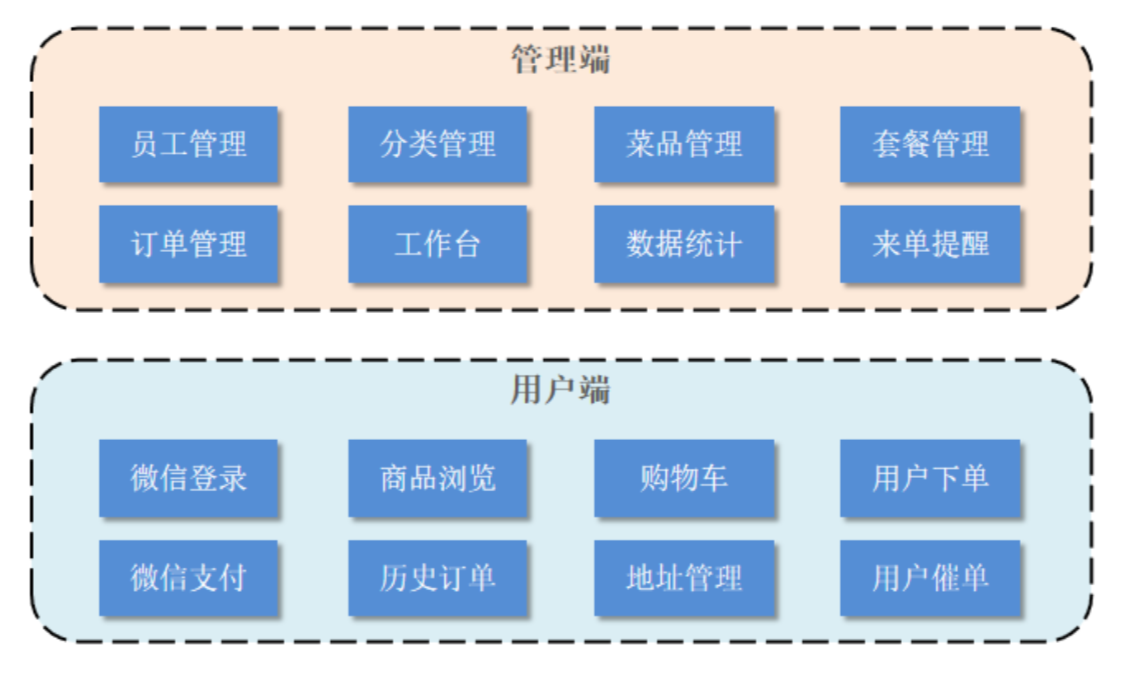 管理端
员工管理 分类管理 菜品管理 套餐管理
订单管理 工作台 数据统计 来单提醒
用户端
微信登录 商品浏览 购物车 用户下单
微信支付 历史订单 地址管理 用户催单